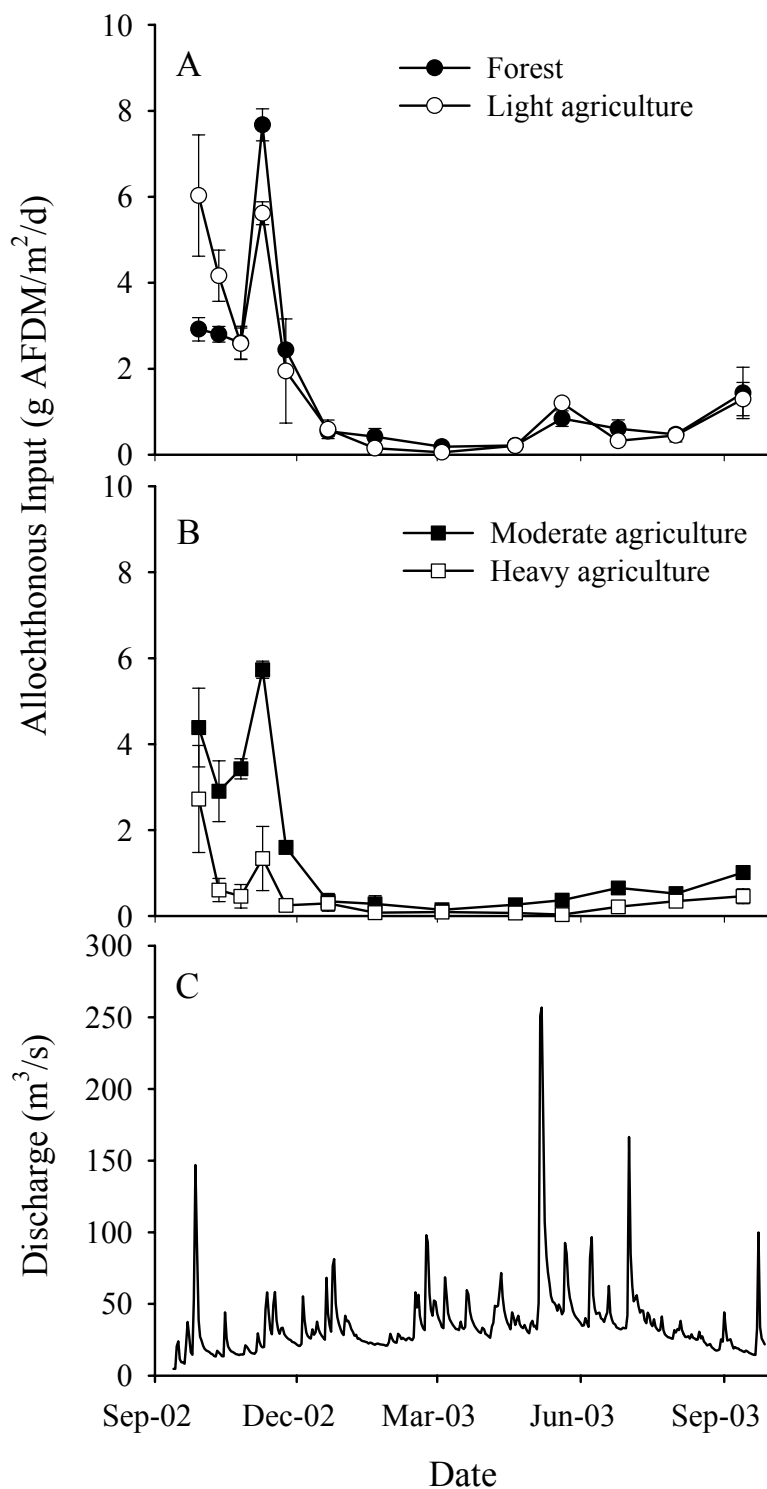 10
8
6
4
2
0
A
Forest
Light agriculture
Allochthonous Input (g AFDM/m²/d)
10
8
6
4
2
0
B
Moderate agriculture
Heavy agriculture
300
250
200
150
100
50
0
C
Discharge (m³/s)
Sep-02 Dec-02 Mar-03 Jun-03 Sep-03
Date